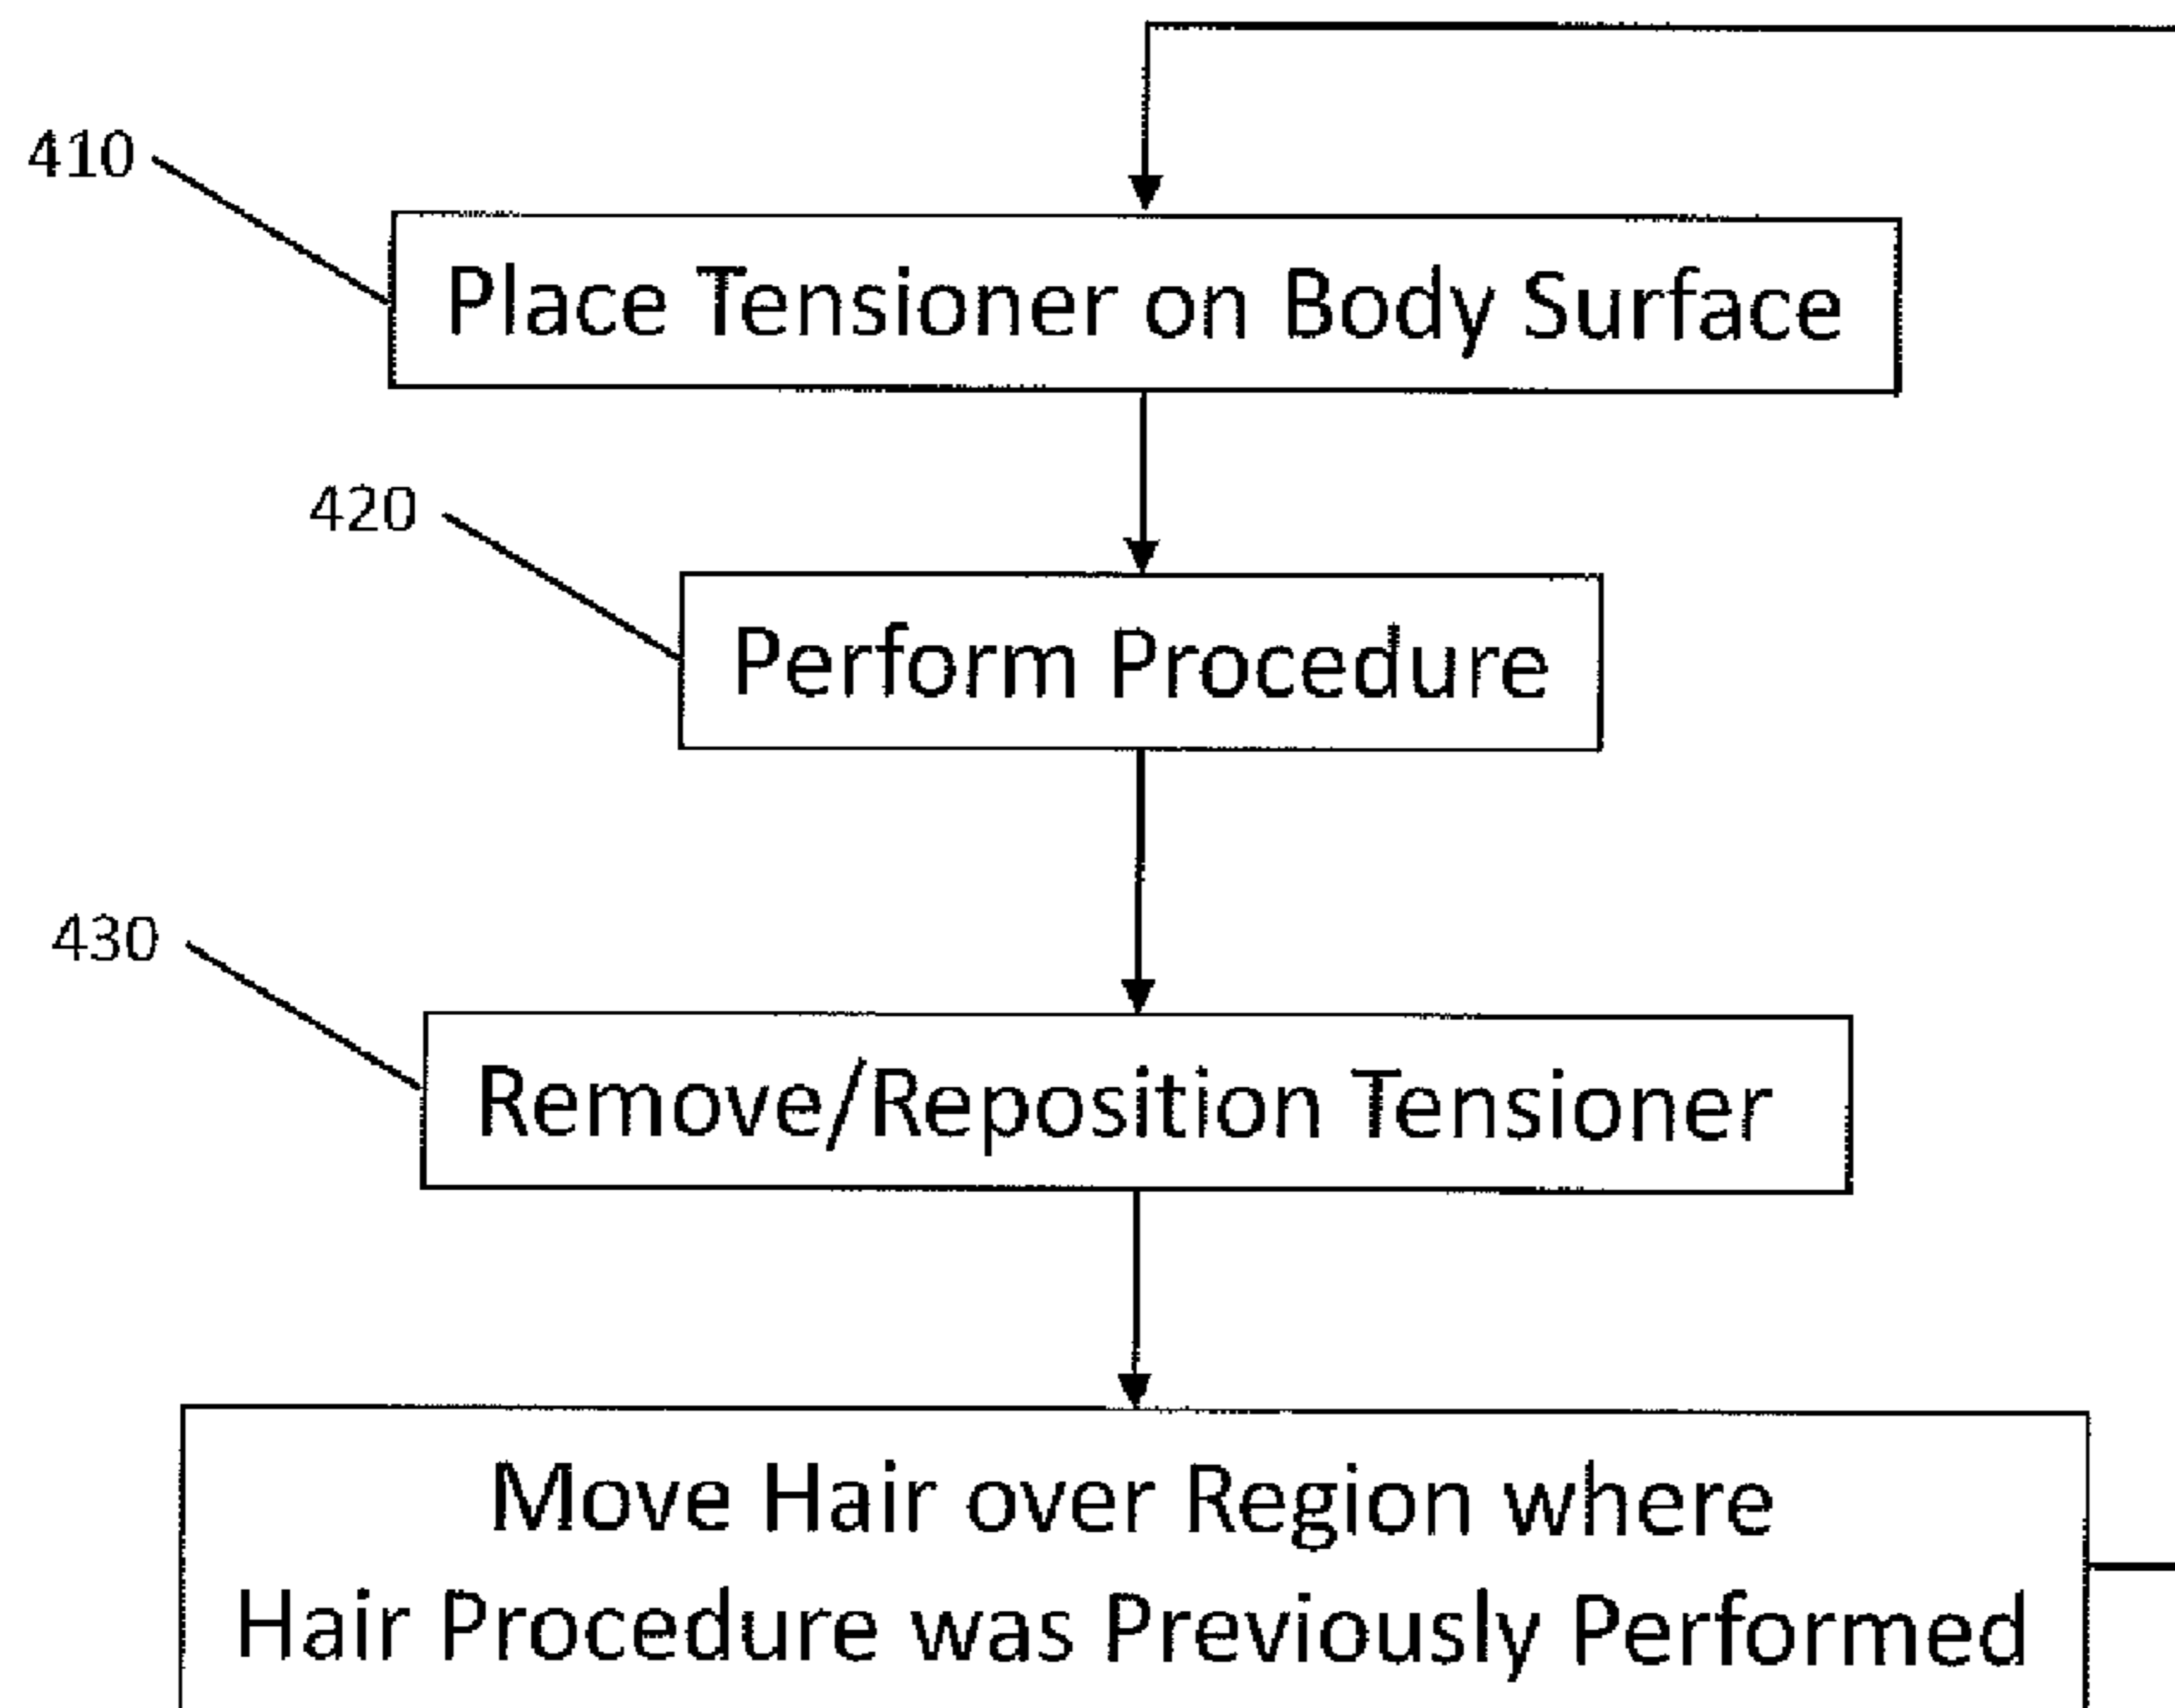 410
Place Tensioner on Body Surface
420
Perform Procedure
430
Remove/Reposition Tensioner
Move Hair over Region where
Hair Procedure was Previously Performed